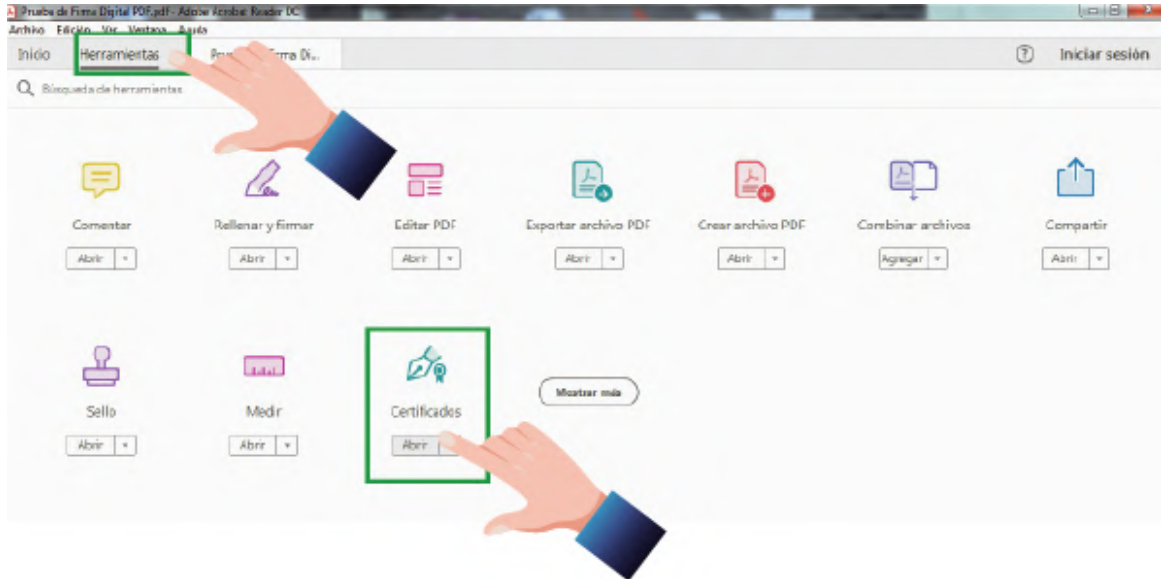 Prueba de Firma Digital PDF.pdf - Adobe Acrobat Reader DC
Archivo Edición Ver Ventana Ayuda
Inicio Herramientas Firma Di... Iniciar sesión
Búsqueda de herramientas
Comentar Rellenar y firmar Editar PDF Exportar archivo PDF Crear archivo PDF Combinar archivos Compartir
Abrir Abrir Abrir Abrir Abrir Agregar Abrir
Mostrar más
Sello Medir Certificados
Abrir Abrir Abrir